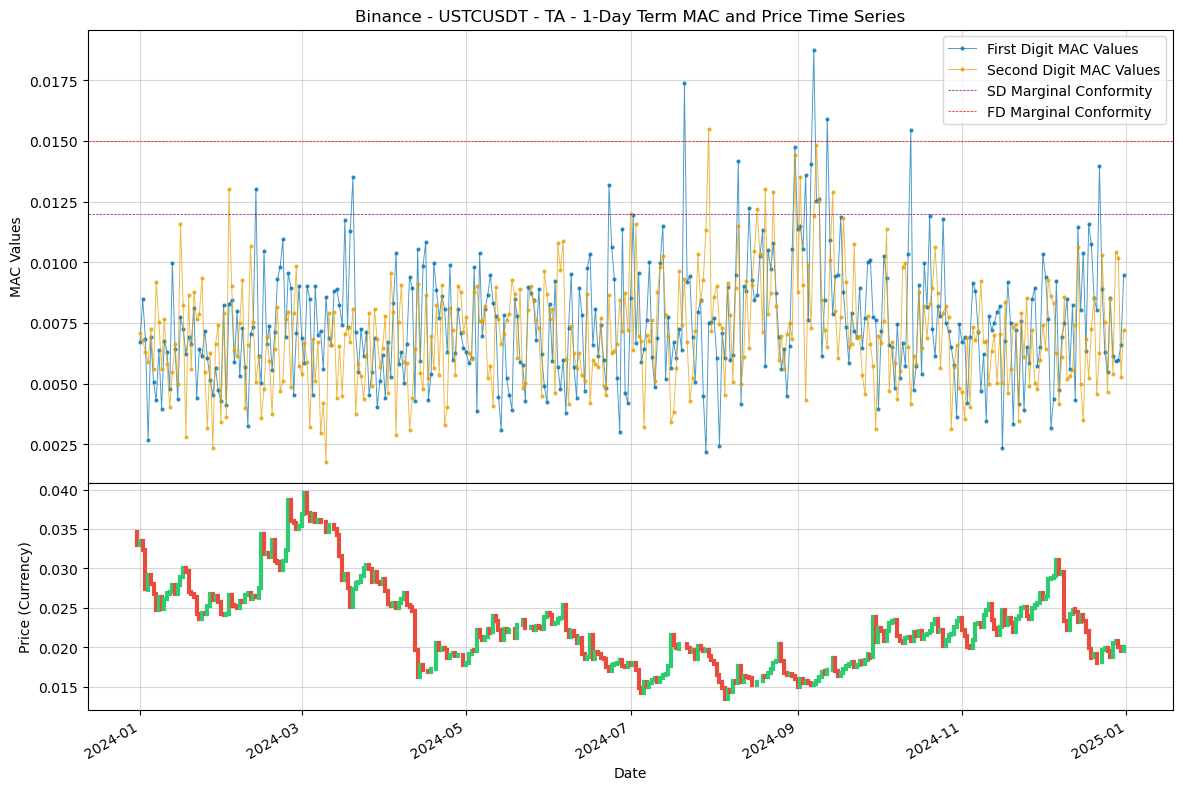 Binance - USTCUSDT - TA - 1-Day Term MAC and Price Time Series
First Digit MAC Values
Second Digit MAC Values
SD Marginal Conformity
FD Marginal Conformity
MAC Values
0.0175
0.0150
0.0125
0.0100
0.0075
0.0050
0.0025
Price (Currency)
0.040
0.035
0.030
0.025
0.020
0.015
2024-01
2024-03
2024-05
2024-07
2024-09
2024-11
2025-01
Date